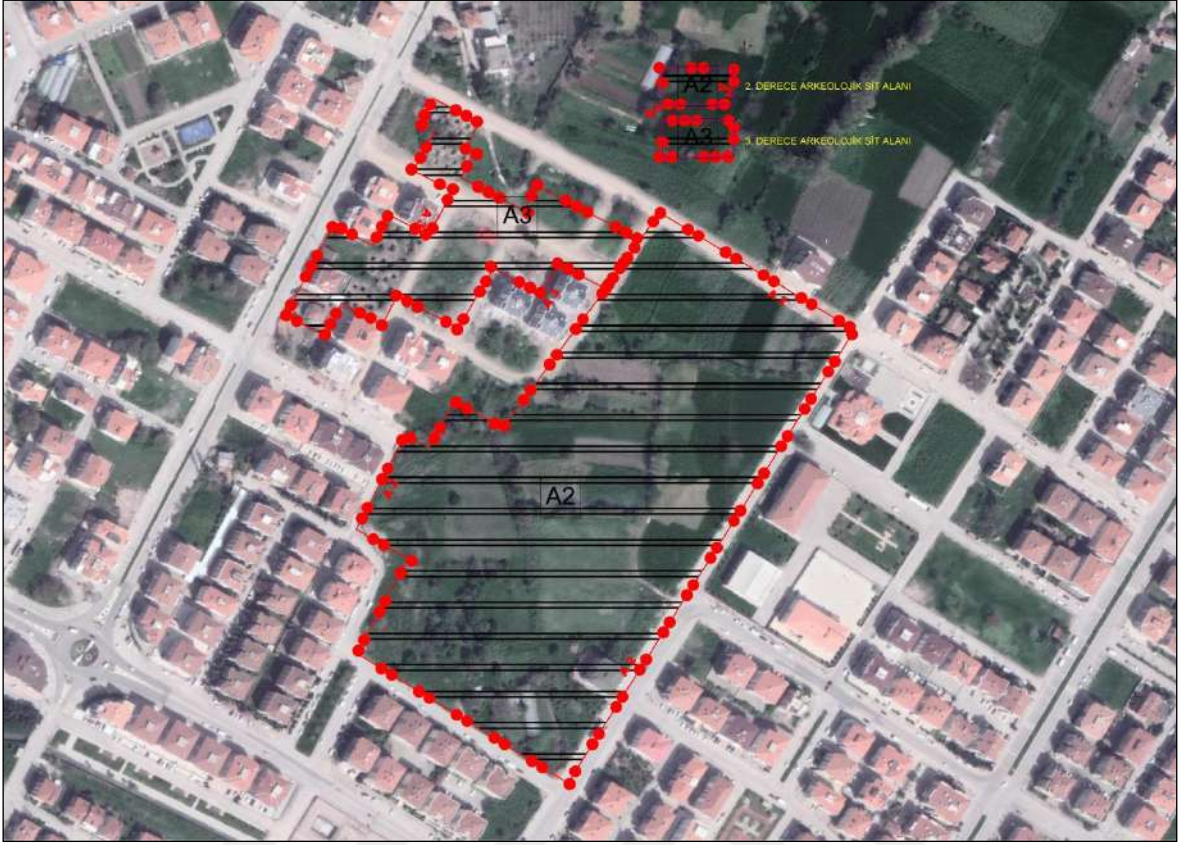 A2 2. DERECE ARKEOLOJİK SİT ALANI
A3 3. DERECE ARKEOLOJİK SİT ALANI
A3
A2